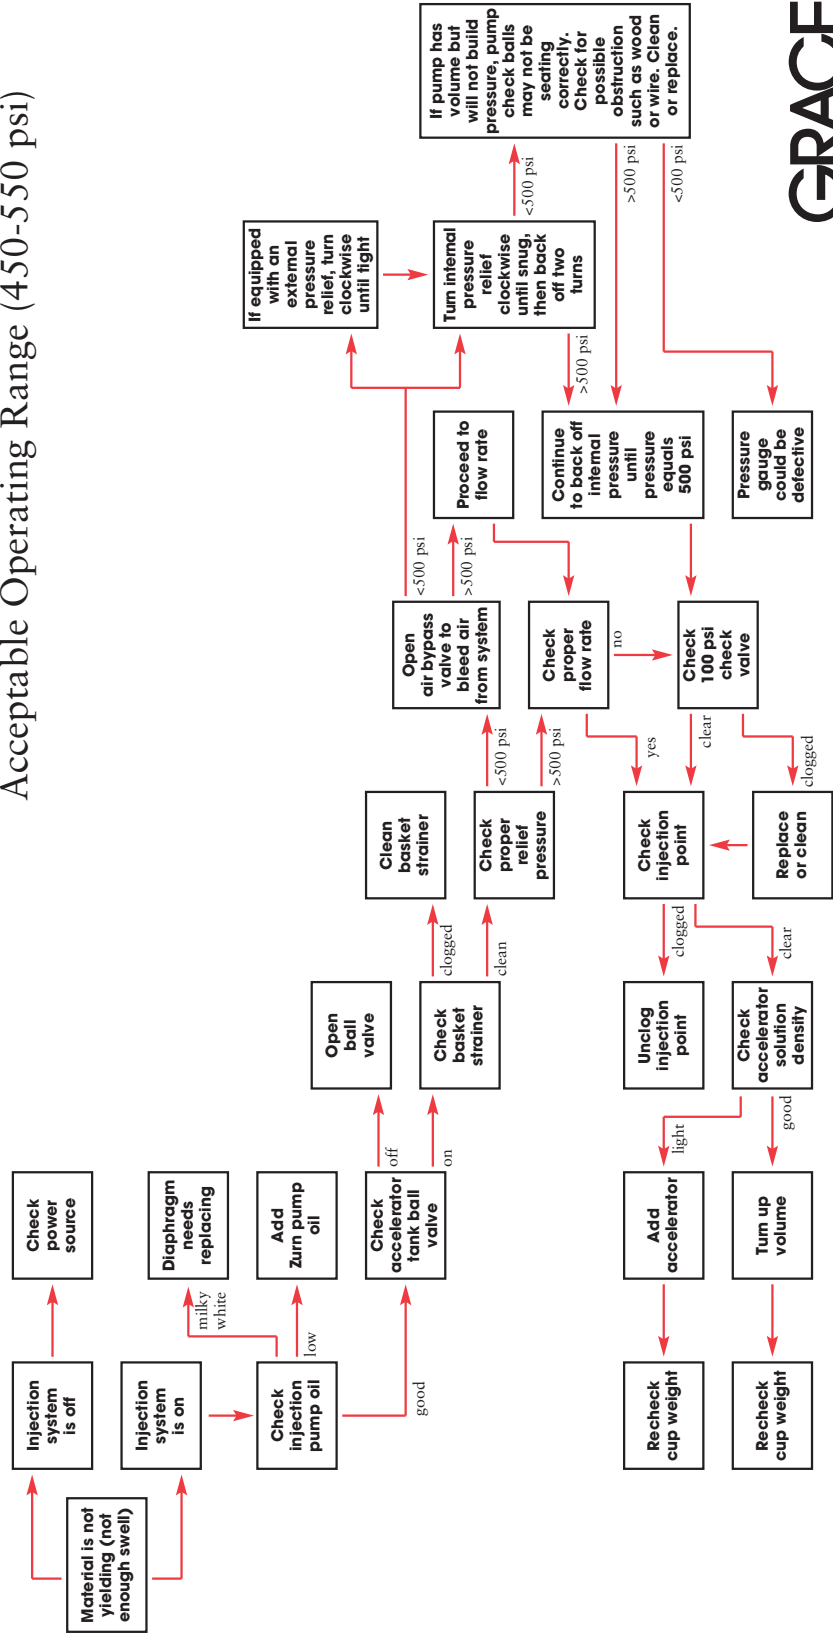 Acceptable Operating Range (450-550 psi)
Material is not
yielding (not
enough swell)
Injection
system
is off
Check
power
source
Injection
system
is on
Check
injection
pump oil
milky
white
Diaphragm
needs
replacing
low
Add
Zurn pump
oil
good
Check
accelerator
tank ball
valve
off
Open
ball
valve
on
Check
basket
strainer
clogged
Clean
basket
strainer
clean
Check
proper
relief
pressure
<500 psi
Open
air bypass
valve to
bleed air
from system
>500 psi
<500 psi
If equipped
with an
external
pressure
relief, turn
clockwise
until tight
>500 psi
Proceed to
flow rate
Turn internal
pressure
relief
clockwise
until snug,
then back
off two
turns
<500 psi
If pump has
volume but
will not build
pressure, pump
check balls
may not be
seating
correctly.
Check for
possible
obstruction
such as wood
or wire. Clean
or replace.
>500 psi
>500 psi
<500 psi
Continue
to back off
internal
pressure
until
pressure
equals
500 psi
Pressure
gauge
could be
defective
Check
proper
flow rate
no
yes
Check
100 psi
check
valve
clear
clogged
Replace
or clean
Check
injection
point
clogged
Unclog
injection
point
clear
Check
accelerator
solution
density
light
Add
accelerator
good
Turn up
volume
Recheck
cup weight
Recheck
cup weight
GRACE